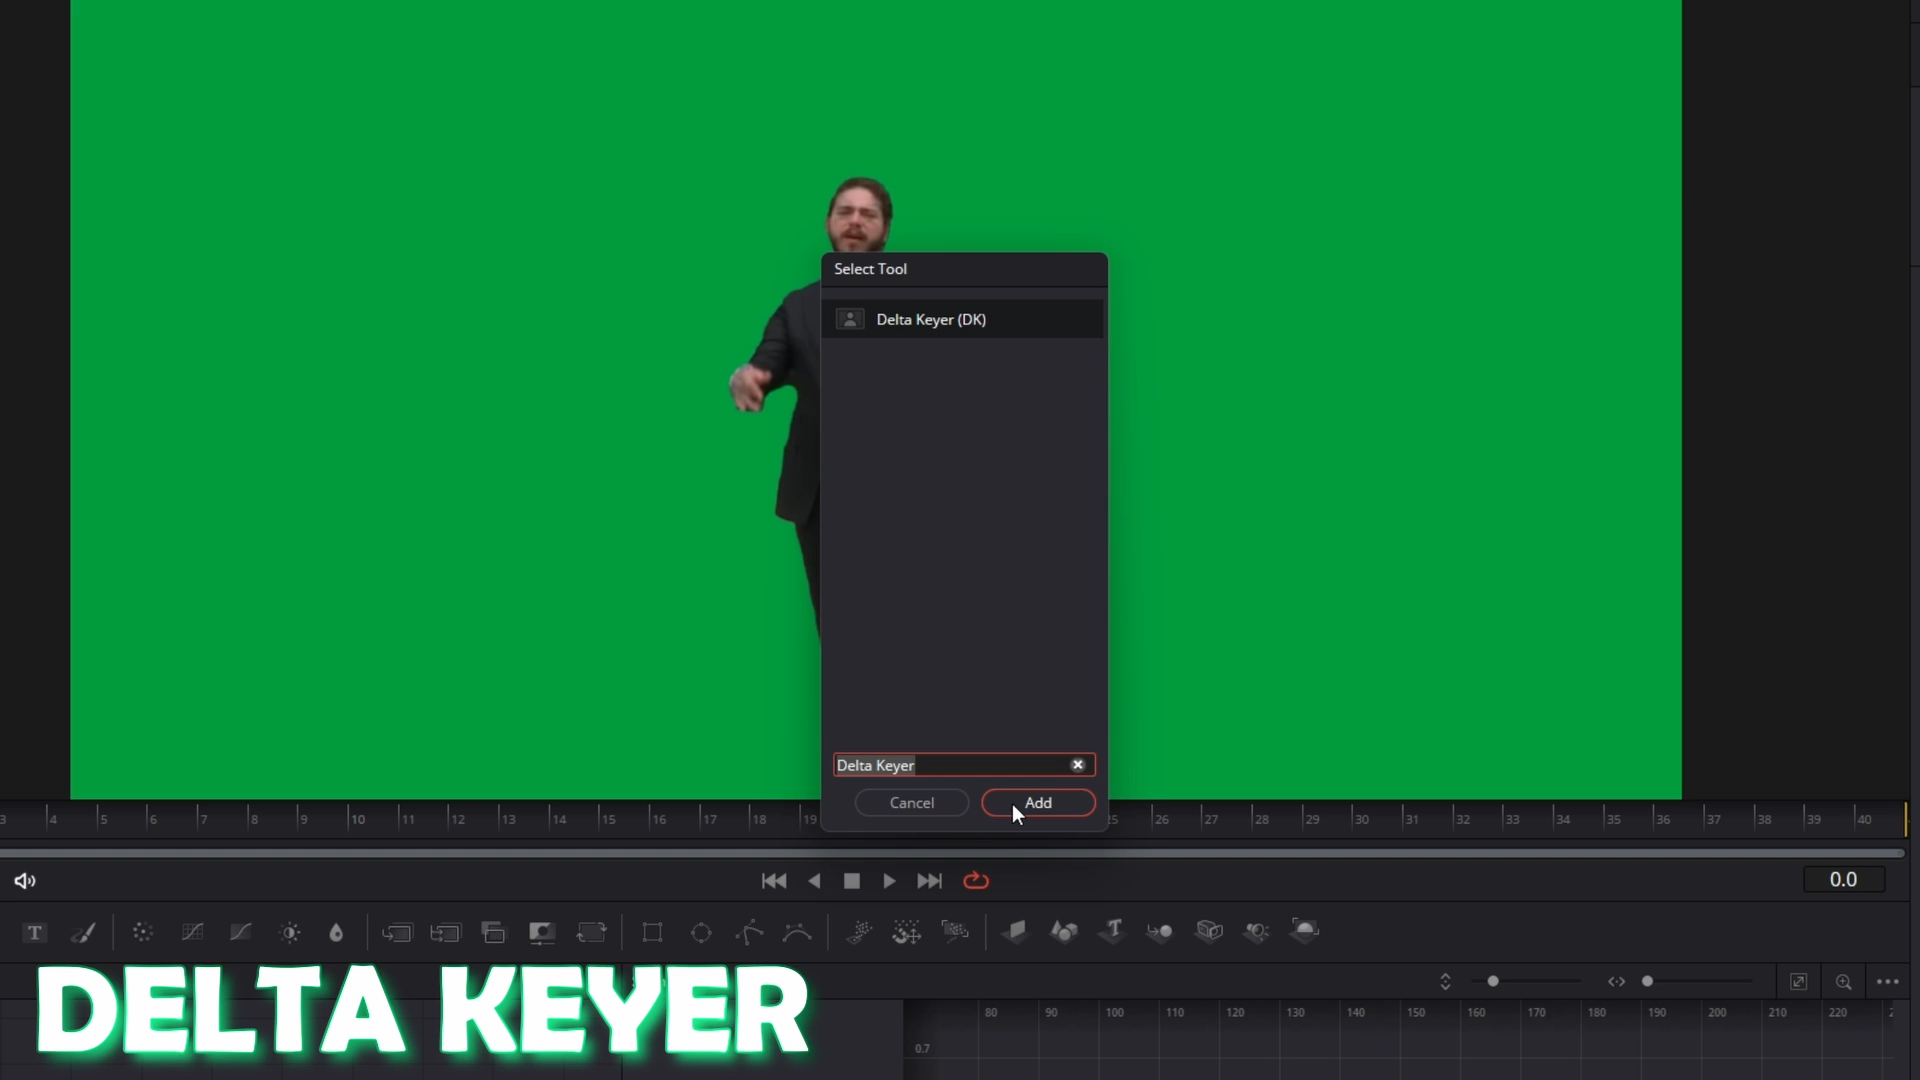 Select Tool
Delta Keyer (DK)
Delta Keyer
Cancel
Add
3 4 5 6 7 8 9 10 11 12 13 14 15 16 17 18 19 25 26 27 28 29 30 31 32 33 34 35 36 37 38 39 40
0.0
T
T
DELTA KEYER
80 90 100 110 120 130 140 150 160 170 180 190 200 210 220
0.7